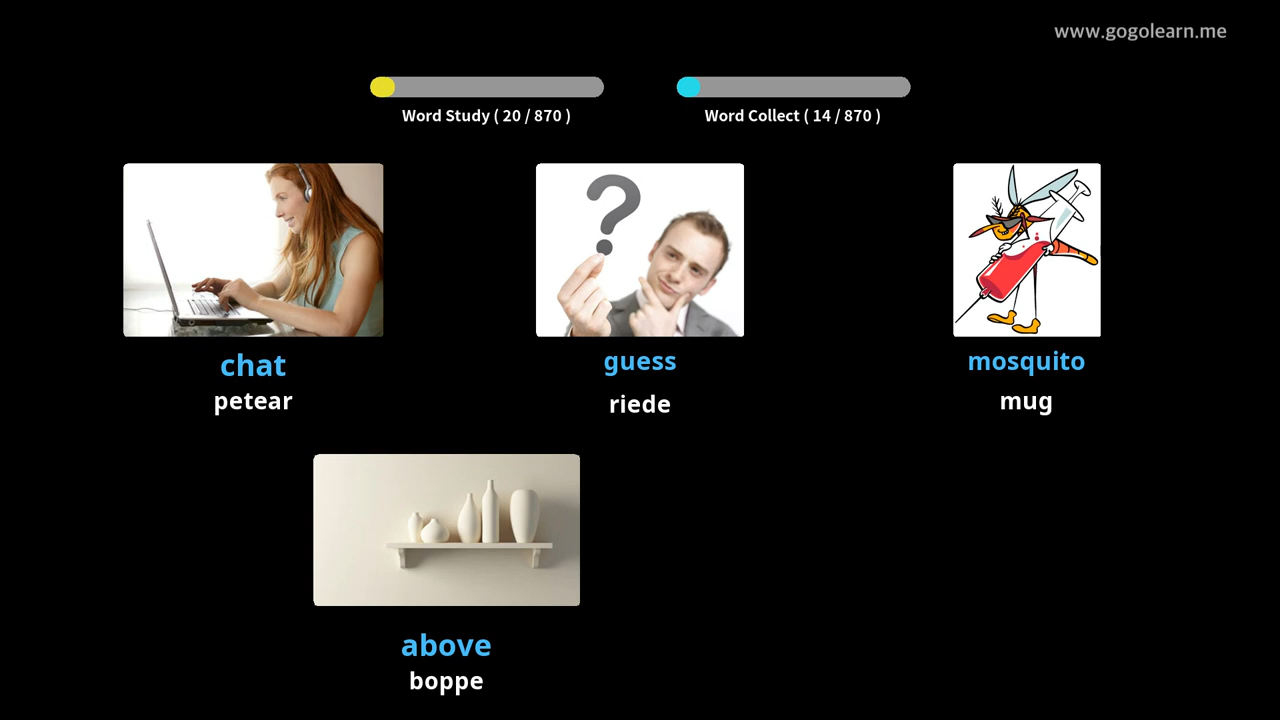 www.gogolearn.me
Word Study ( 20 / 870 )
Word Collect ( 14 / 870 )
chat
petear
guess
riede
mosquito
mug
above
boppe